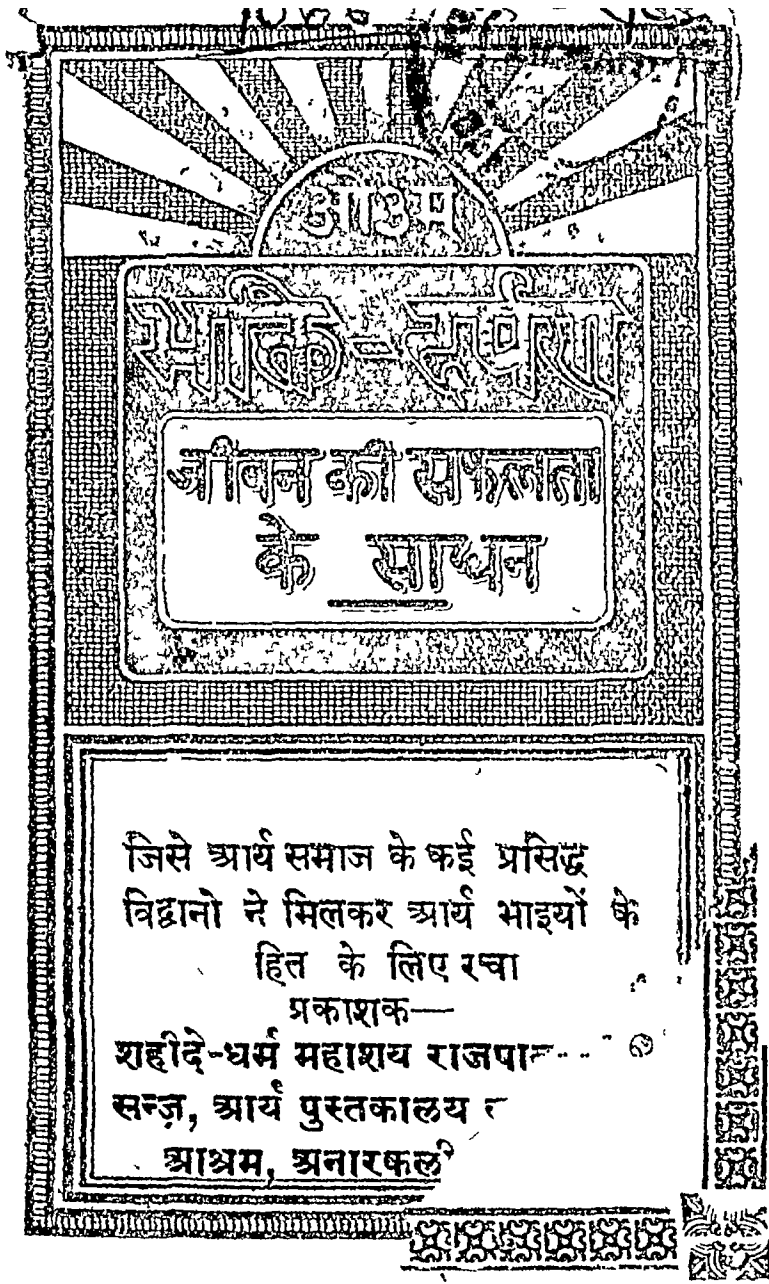 ओ३म
भक्ति-दर्पण
जीवन की सफलता
के साधन
जिसे आर्य समाज के कई प्रसिद्ध
विद्वानो ने मिलकर आर्य भाइयों के
हित के लिए रचा
प्रकाशक—
शहीदे-धर्म महाशय
सन्ज़, आर्य पुस्तकालय
आश्रम,